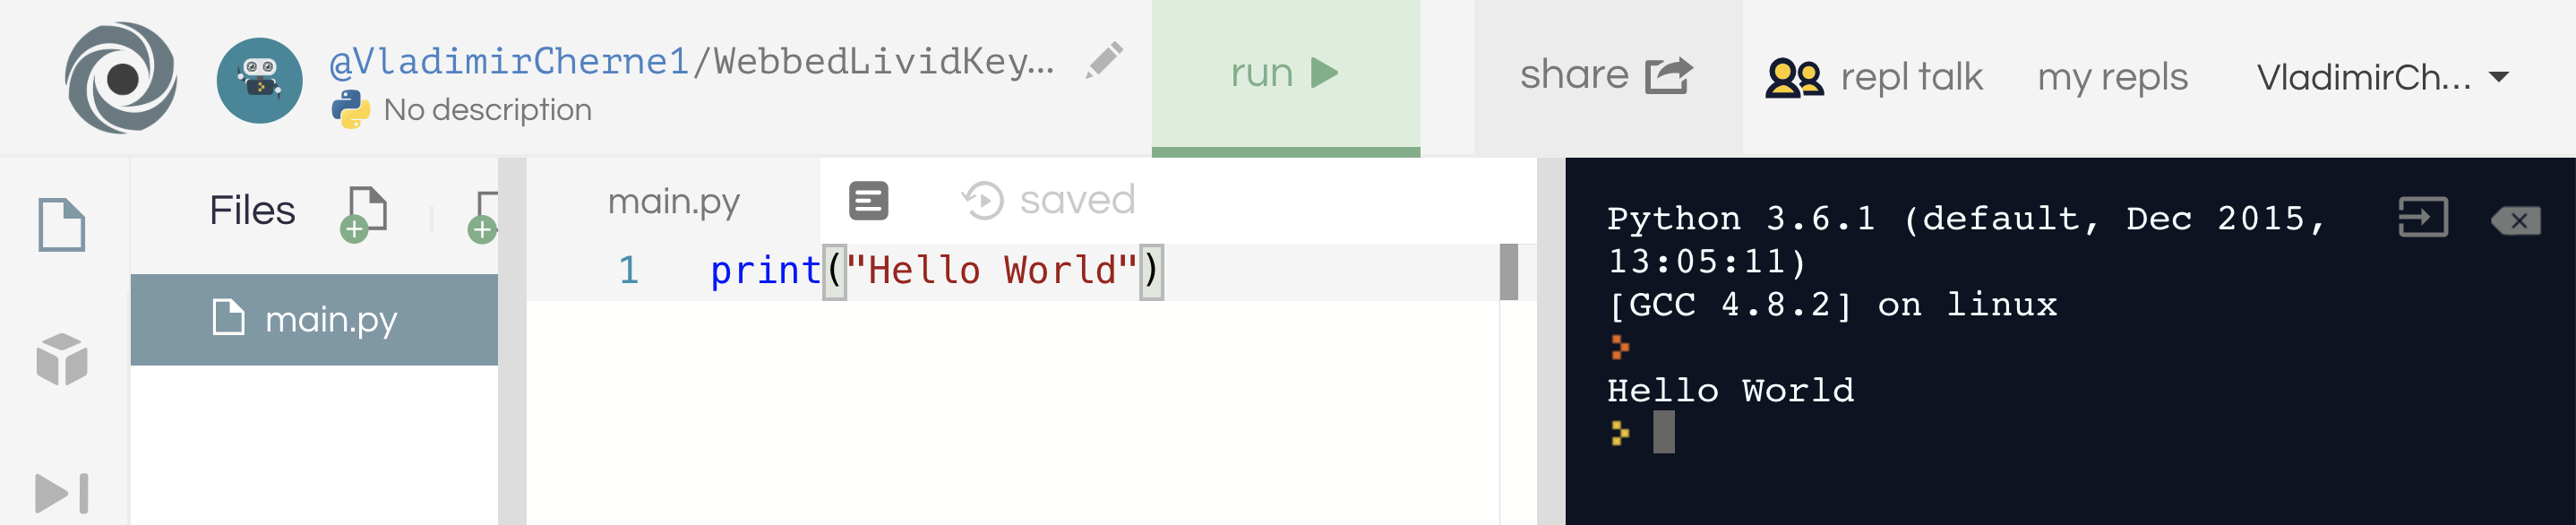 @VladimirCherne1/WebbedLividKey...
No description
run
share
repl talk
my repls
VladimirCh...
Files
main.py
main.py
saved
1 print("Hello World")
Python 3.6.1 (default, Dec 2015,
13:05:11)
[GCC 4.8.2] on linux
Hello World